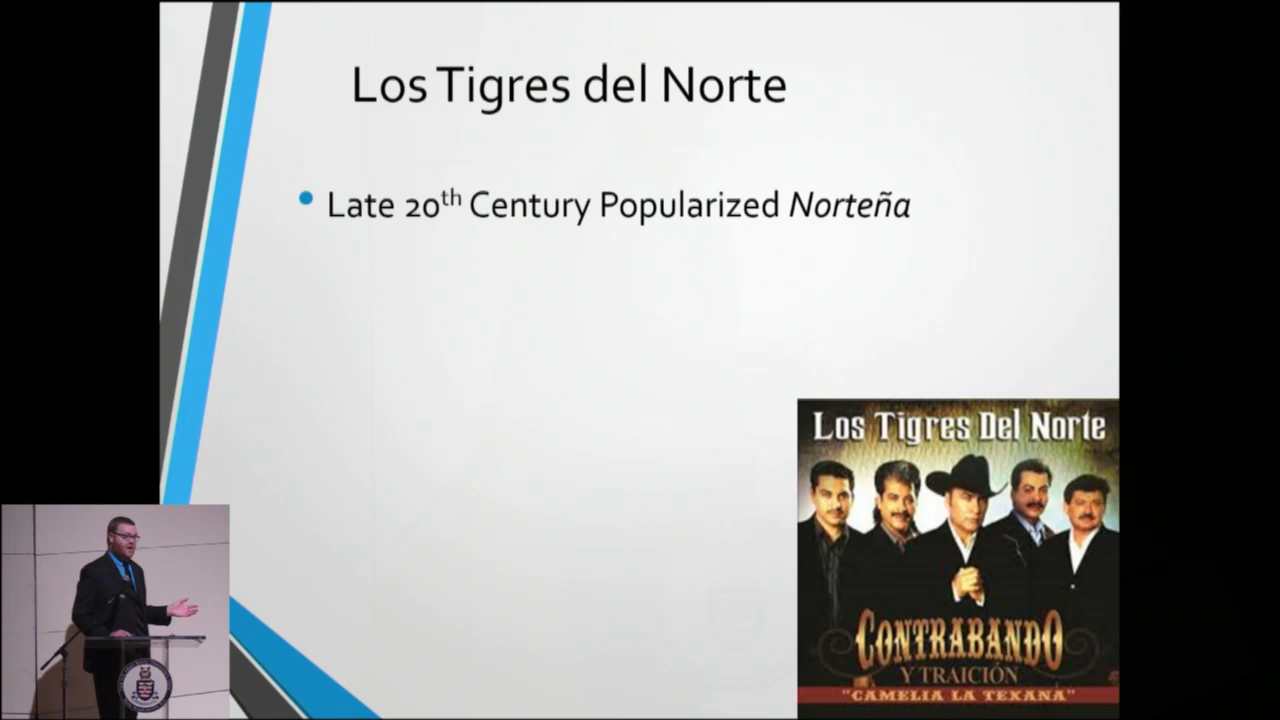 Los Tigres del Norte
Late 20th Century Popularized Norteña
Los Tigres Del Norte
CONTRABANDO
Y TRAICIÓN
"CAMELIA LA TEXANA"